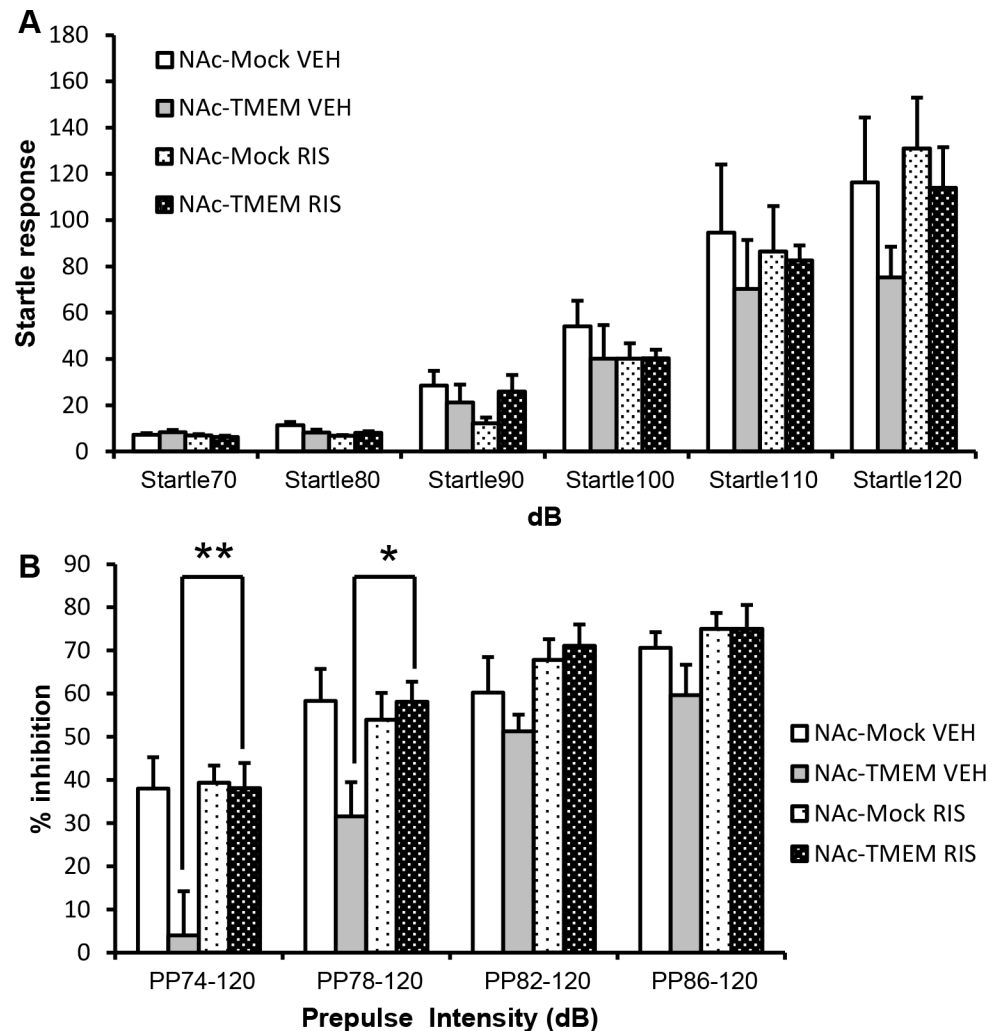 A
180
160
140
120
100
80
60
40
20
0
Startle response
NAc-Mock VEH
NAc-TMEM VEH
NAc-Mock RIS
NAc-TMEM RIS
Startle70 Startle80 Startle90 Startle100 Startle110 Startle120
dB
B
90
80
70
60
50
40
30
20
10
0
% inhibition
** *
NAc-Mock VEH
NAc-TMEM VEH
NAc-Mock RIS
NAc-TMEM RIS
PP74-120 PP78-120 PP82-120 PP86-120
Prepulse Intensity (dB)